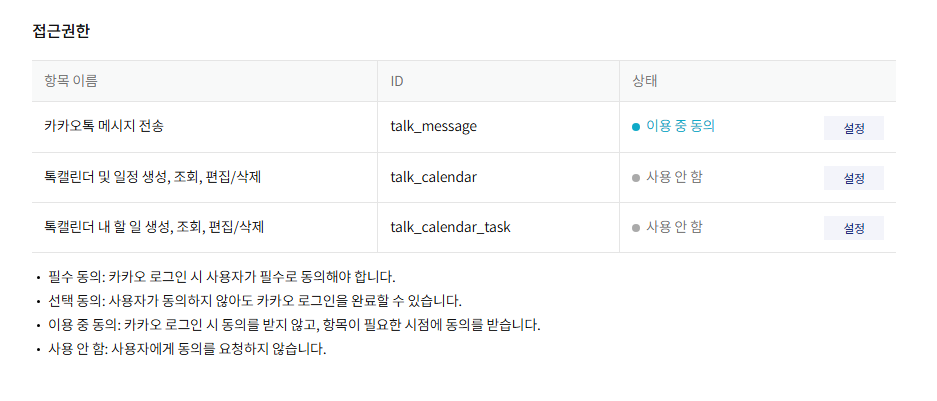 접근권한
항목 이름 ID 상태
카카오톡 메시지 전송 talk_message 이용 중 동의 설정
톡캘린더 및 일정 생성, 조회, 편집/삭제 talk_calendar 사용 안 함 설정
톡캘린더 내 할 일 생성, 조회, 편집/삭제 talk_calendar_task 사용 안 함 설정
• 필수 동의: 카카오 로그인 시 사용자가 필수로 동의해야 합니다.
• 선택 동의: 사용자가 동의하지 않아도 카카오 로그인을 완료할 수 있습니다.
• 이용 중 동의: 카카오 로그인 시 동의를 받지 않고, 항목이 필요한 시점에 동의를 받습니다.
• 사용 안 함: 사용자에게 동의를 요청하지 않습니다.